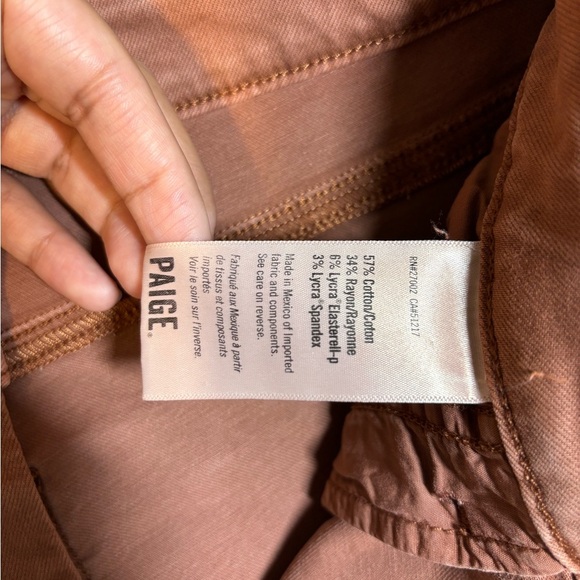 PAIGE®
RN#27002 CA#51217
57% Cotton/Coton
34% Rayon/Rayonne
6% Lycra® Elasterell-p
3% Lycra® Spandex
Made in Mexico of Imported
fabric and components.
See care on reverse.
Fabriqué aux Mexique à partir
de tissus et composants
importés
Voir le soin sur l'inverse.